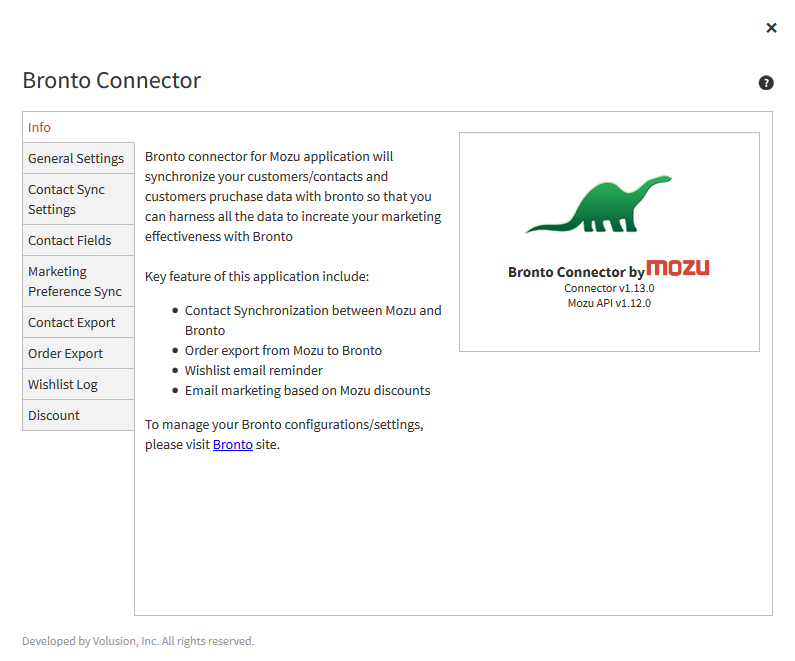 ×
Bronto Connector
?
Info
General Settings
Contact Sync
Settings
Contact Fields
Marketing
Preference Sync
Contact Export
Order Export
Wishlist Log
Discount
Bronto connector for Mozu application will
synchronize your customers/contacts and
customers pruchase data with bronto so that you
can harness all the data to increate your marketing
effectiveness with Bronto
Key feature of this application include:
• Contact Synchronization between Mozu and
Bronto
• Order export from Mozu to Bronto
• Wishlist email reminder
• Email marketing based on Mozu discounts
To manage your Bronto configurations/settings,
please visit Bronto site.
Bronto Connector by mozu
Connector v1.13.0
Mozu API v1.12.0
Developed by Volusion, Inc. All rights reserved.